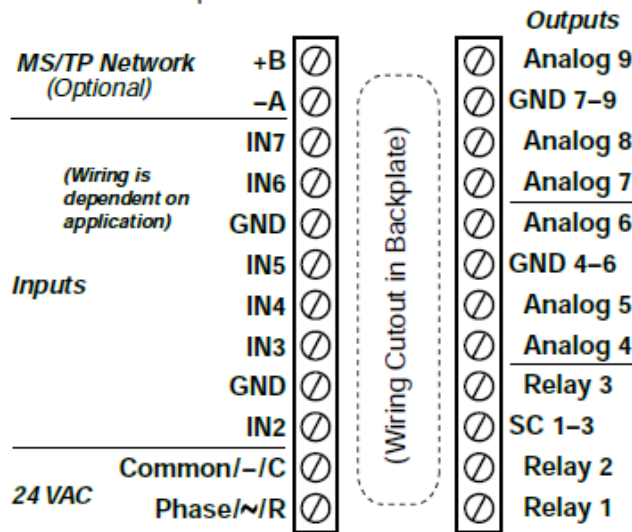 Outputs
MS/TP Network
(Optional)
+B
–A
(Wiring is
dependent on
application)
Inputs
IN7
IN6
GND
IN5
IN4
IN3
GND
IN2
24 VAC
Common/–/C
Phase/~/R
(Wiring Cutout in Backplate)
Analog 9
GND 7–9
Analog 8
Analog 7
Analog 6
GND 4–6
Analog 5
Analog 4
Relay 3
SC 1–3
Relay 2
Relay 1